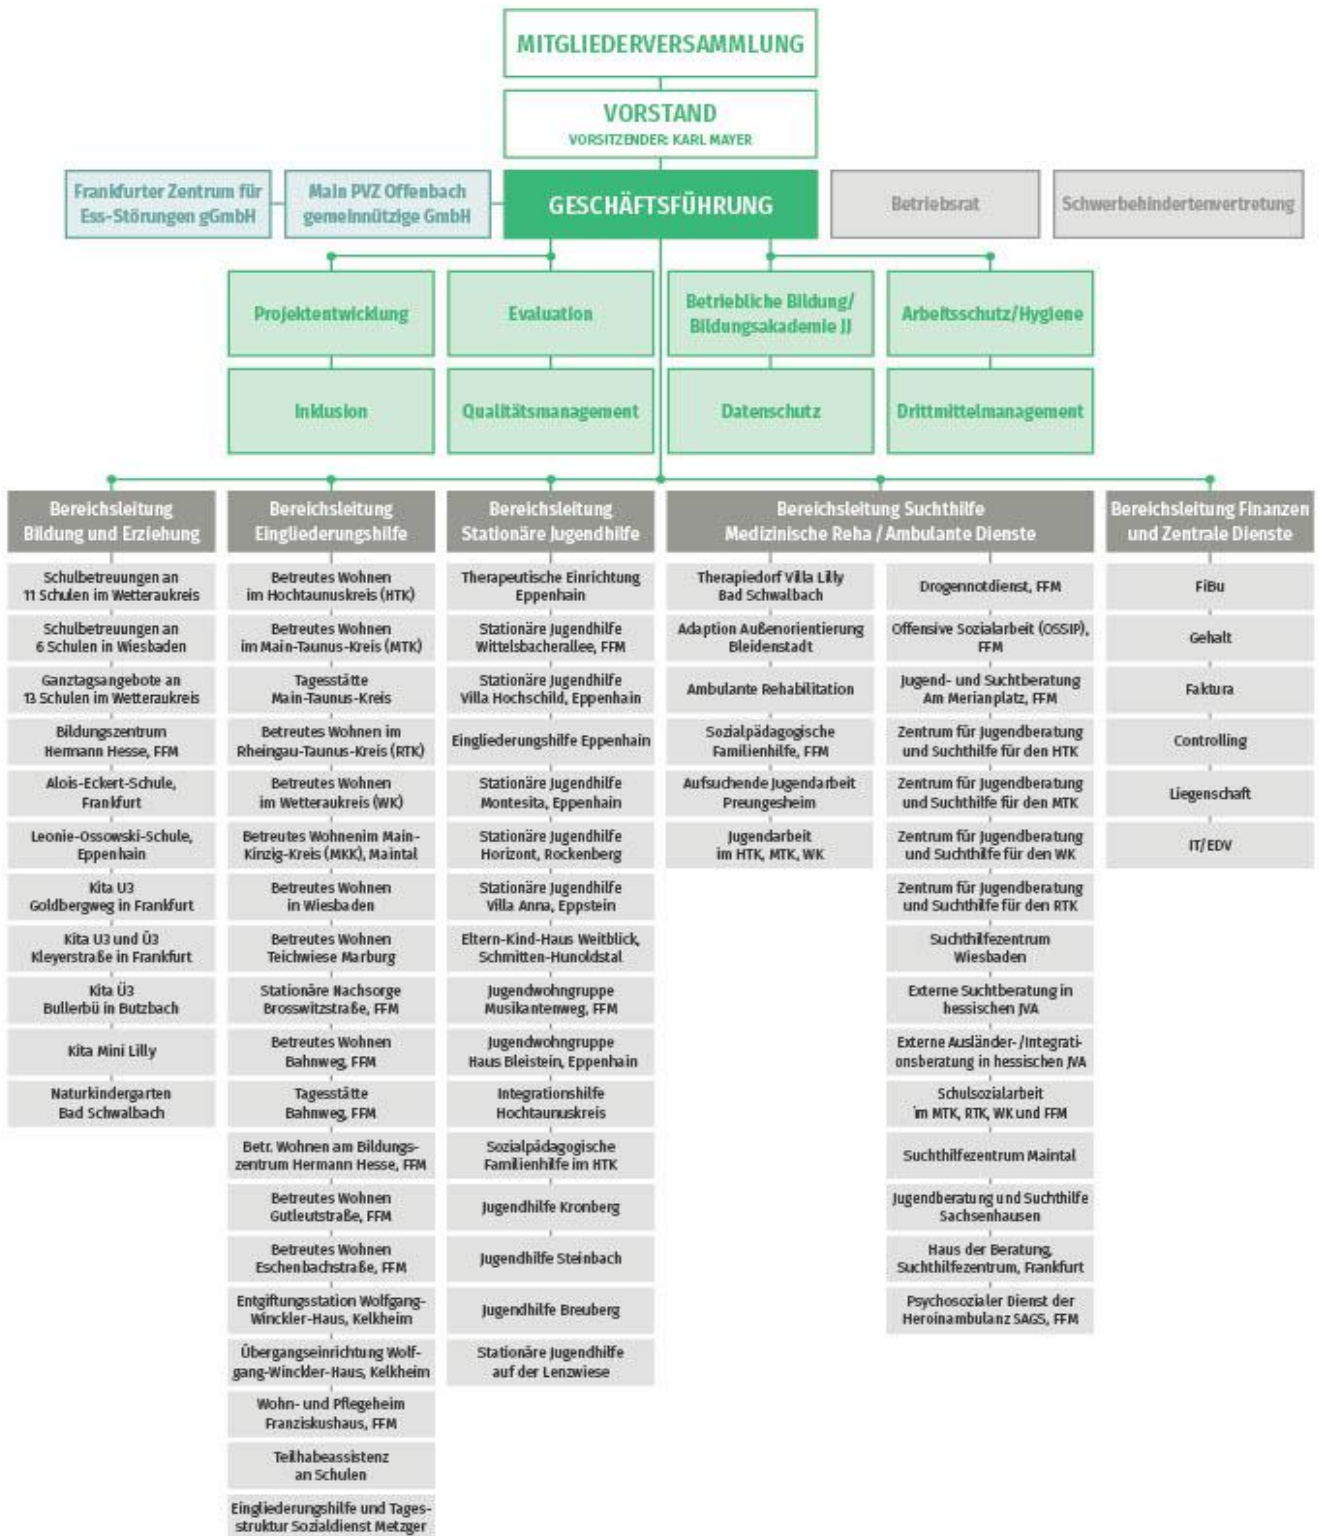 MITGLIEDERVERSAMMLUNG
VORSTAND
VORSITZENDER: KARL MAYER
Frankfurter Zentrum für
Ess-Störungen gGmbH
Main PVZ Offenbach
gemeinnützige GmbH
GESCHÄFTSFÜHRUNG
Betriebsrat
Schwerbehindertenvertretung
Projektentwicklung
Evaluation
Betriebliche Bildung/
Bildungsakademie JJ
Arbeitsschutz/Hygiene
Inklusion
Qualitätsmanagement
Datenschutz
Drittmittelmanagement
Bereichsleitung
Bildung und Erziehung
Schulbetreuungen an
11 Schulen im Wetteraukreis
Schulbetreuungen an
6 Schulen in Wiesbaden
Ganztagsangebote an
13 Schulen im Wetteraukreis
Bildungszentrum
Hermann Hesse, FFM
Alois-Eckert-Schule,
Frankfurt
Leonie-Ossowski-Schule,
Eppenhain
Kita U3
Goldbergweg in Frankfurt
Kita U3 und Ü3
Kleyerstraße in Frankfurt
Kita Ü3
Bullerbü in Butzbach
Kita Mini Lilly
Naturkindergarten
Bad Schwalbach
Bereichsleitung
Eingliederungshilfe
Betreutes Wohnen
im Hochtaunuskreis (HTK)
Betreutes Wohnen
im Main-Taunus-Kreis (MTK)
Tagesstätte
Main-Taunus-Kreis
Betreutes Wohnen im
Rheingau-Taunus-Kreis (RTK)
Betreutes Wohnen
im Wetteraukreis (WK)
Betreutes Wohnenim Main-
Kinzig-Kreis (MKK), Maintal
Betreutes Wohnen
in Wiesbaden
Betreutes Wohnen
Teichwiese Marburg
Stationäre Nachsorge
Brosswitzstraße, FFM
Betreutes Wohnen
Bahnweg, FFM
Tagesstätte
Bahnweg, FFM
Betr. Wohnen am Bildungs-
zentrum Hermann Hesse, FFM
Betreutes Wohnen
Gutleutstraße, FFM
Betreutes Wohnen
Eschenbachstraße, FFM
Entgiftungsstation Wolfgang-
Winckler-Haus, Kelkheim
Übergangseinrichtung Wolf-
gang-Winckler-Haus, Kelkheim
Wohn- und Pflegeheim
Franziskushaus, FFM
Teilhabeassistenz
an Schulen
Eingliederungshilfe und Tages-
struktur Sozialdienst Metzger
Bereichsleitung
Stationäre Jugendhilfe
Therapeutische Einrichtung
Eppenhain
Stationäre Jugendhilfe
Wittelsbacherallee, FFM
Stationäre Jugendhilfe
Villa Hochschild, Eppenhain
Eingliederungshilfe Eppenhain
Stationäre Jugendhilfe
Montesita, Eppenhain
Stationäre Jugendhilfe
Horizont, Rockenberg
Stationäre Jugendhilfe
Villa Anna, Eppstein
Eltern-Kind-Haus Weitblick,
Schmitten-Hunoldstal
Jugendwohngruppe
Musikantenweg, FFM
Jugendwohngruppe
Haus Bleistein, Eppenhain
Integrationshilfe
Hochtaunuskreis
Sozialpädagogische
Familienhilfe im HTK
Jugendhilfe Kronberg
Jugendhilfe Steinbach
Jugendhilfe Breuberg
Stationäre Jugendhilfe
auf der Lenzwiese
Bereichsleitung Suchthilfe
Medizinische Reha / Ambulante Dienste
Therapiedorf Villa Lilly
Bad Schwalbach
Adaption Außenorientierung
Bleidenstadt
Ambulante Rehabilitation
Sozialpädagogische
Familienhilfe, FFM
Aufsuchende Jugendarbeit
Preungesheim
Jugendarbeit
im HTK, MTK, WK
Drogennotdienst, FFM
Offensive Sozialarbeit (OSSIP),
FFM
Jugend- und Suchtberatung
Am Merianplatz, FFM
Zentrum für Jugendberatung
und Suchthilfe für den HTK
Zentrum für Jugendberatung
und Suchthilfe für den MTK
Zentrum für Jugendberatung
und Suchthilfe für den WK
Zentrum für Jugendberatung
und Suchthilfe für den RTK
Suchthilfezentrum
Wiesbaden
Externe Suchtberatung in
hessischen JVA
Externe Ausländer-/Integrati-
onsberatung in hessischen JVA
Schulsozialarbeit
im MTK, RTK, WK und FFM
Suchthilfezentrum Maintal
Jugendberatung und Suchthilfe
Sachsenhausen
Haus der Beratung,
Suchthilfezentrum, Frankfurt
Psychosozialer Dienst der
Heroinambulanz SAGS, FFM
Bereichsleitung Finanzen
und Zentrale Dienste
FiBu
Gehalt
Faktura
Controlling
Liegenschaft
IT/EDV